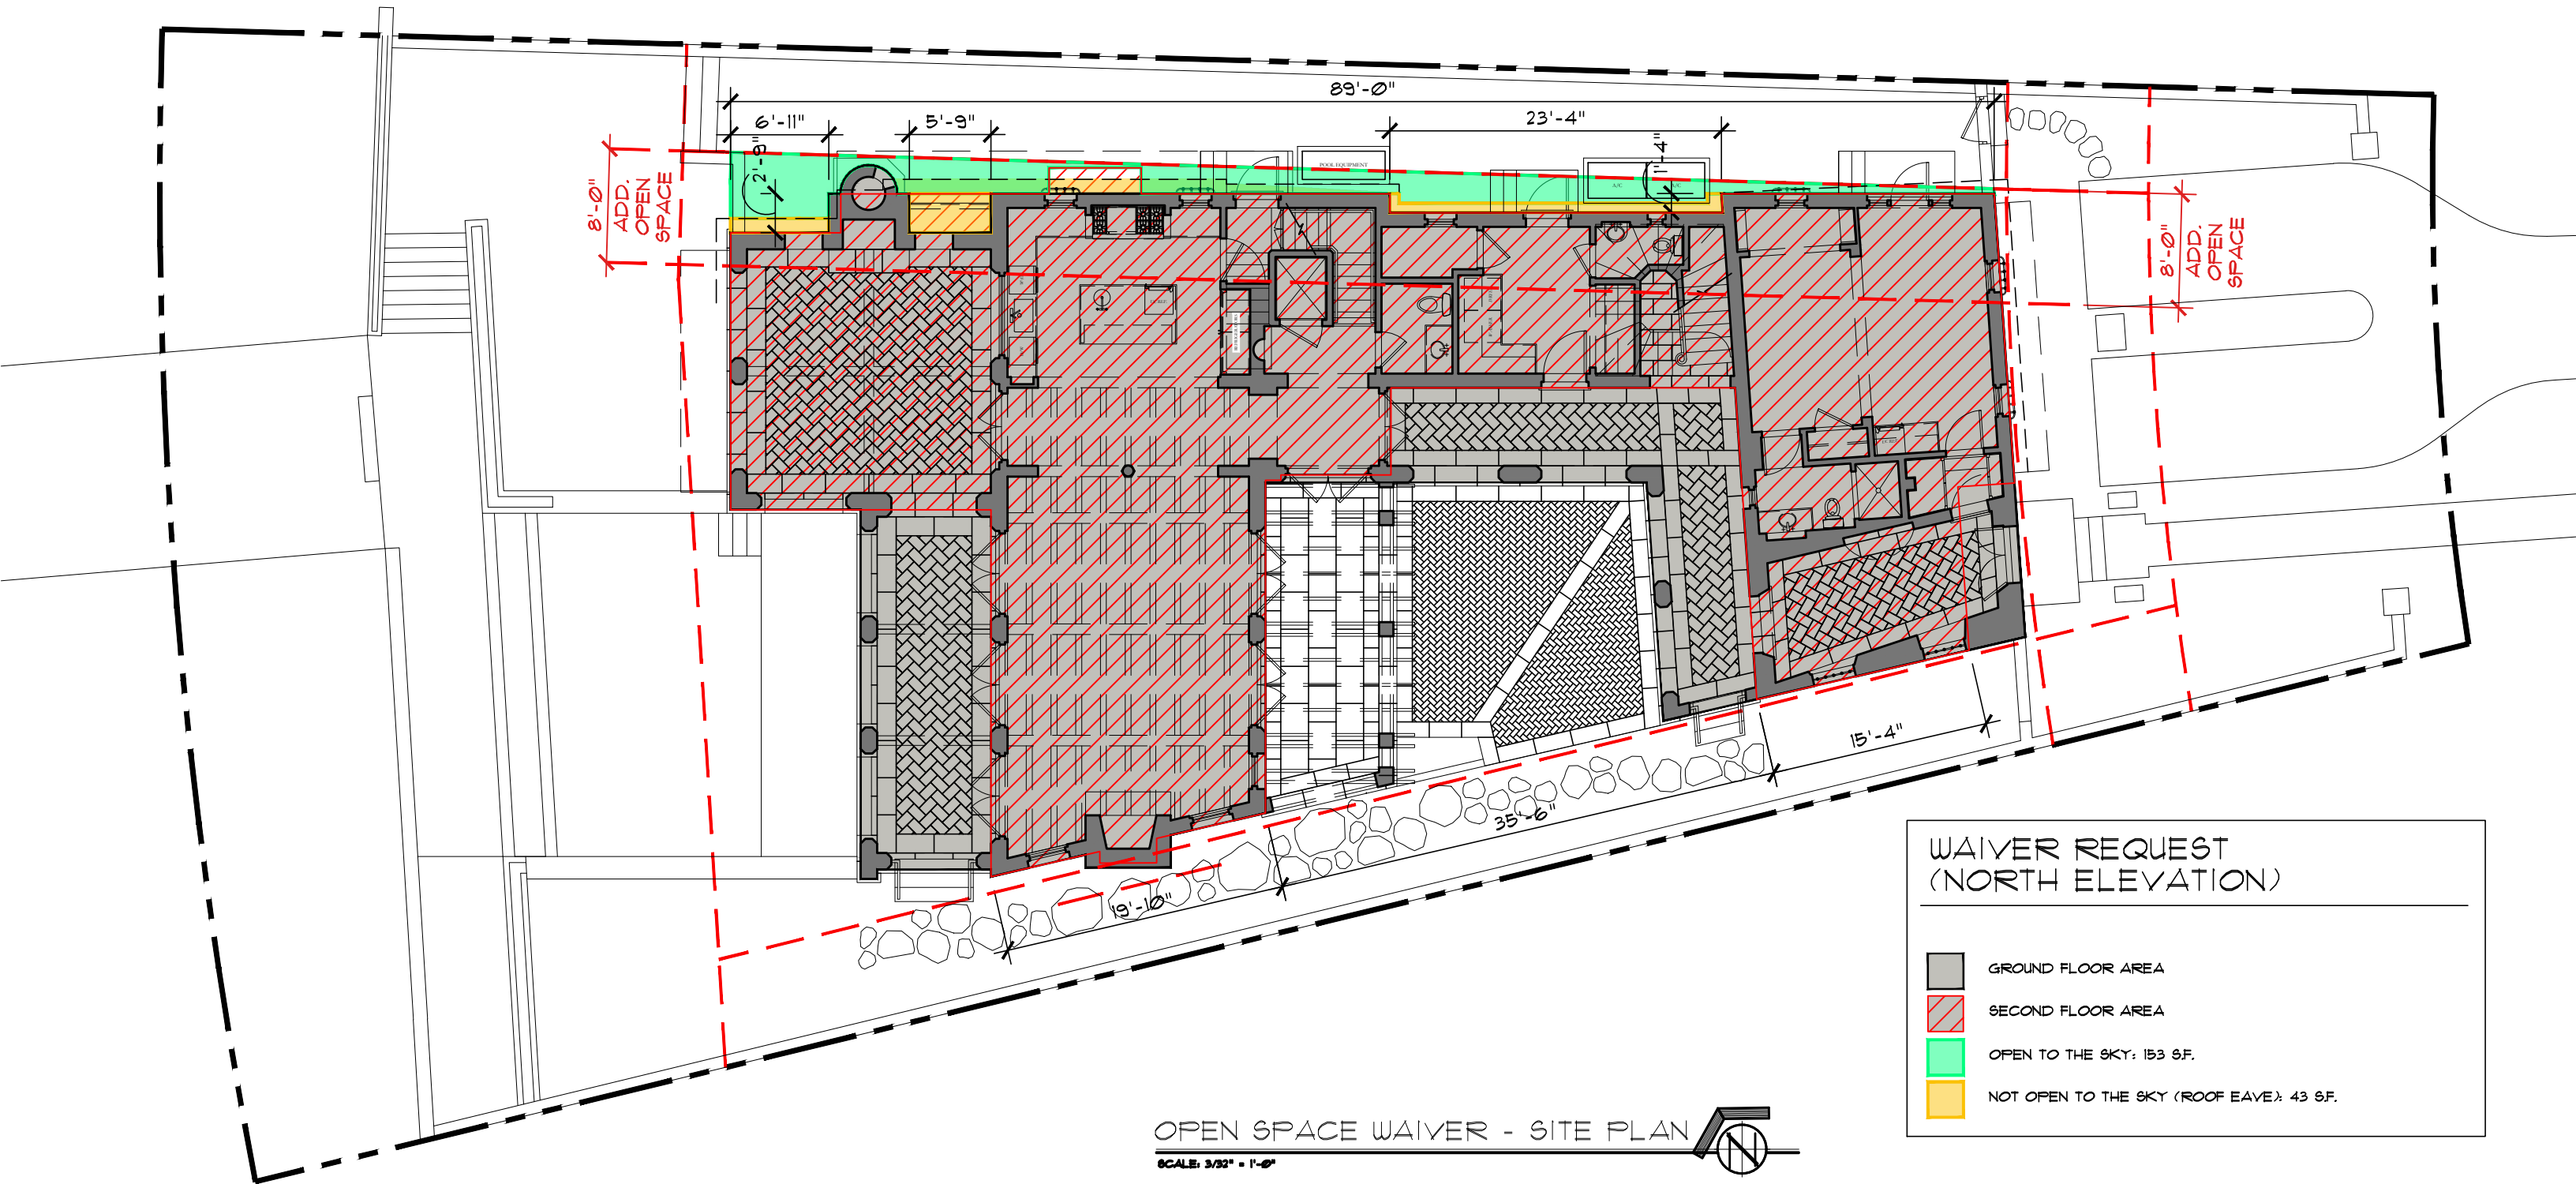 89'-0"
6'-11"
5'-9"
23'-4"
2'-9"
1'-4"
8'-0"
ADD.
OPEN
SPACE
POOL EQUIPMENT
A/C
8'-0"
ADD.
OPEN
SPACE
15'-4"
35'-6"
19'-10"
WAIVER REQUEST
(NORTH ELEVATION)
GROUND FLOOR AREA
SECOND FLOOR AREA
OPEN TO THE SKY: 153 S.F.
NOT OPEN TO THE SKY (ROOF EAVE): 43 S.F.
OPEN SPACE WAIVER - SITE PLAN
N
SCALE: 3/32" = 1'-0"